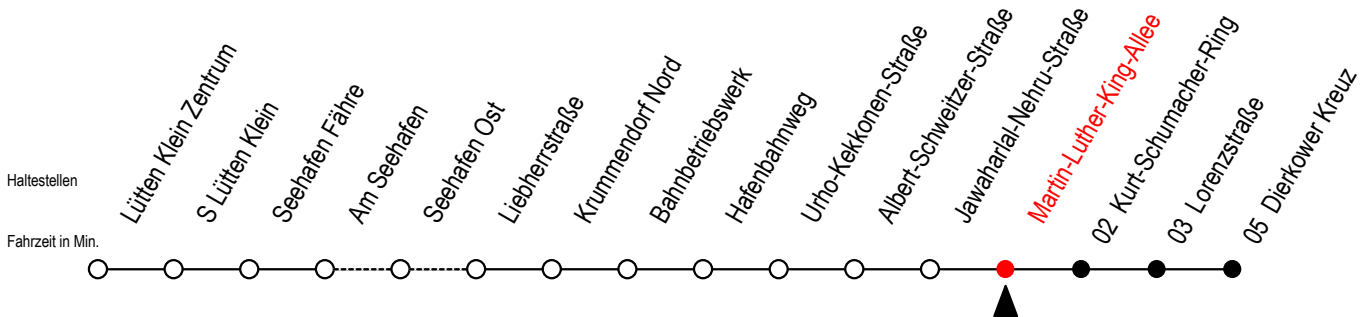 Haltestellen
Fahrzeit in Min.
Lütten Klein Zentrum
S Lütten Klein
Seehafen Fähre
Am Seehafen
Seehafen Ost
Liebherrstraße
Krummendorf Nord
Bahnbetriebswerk
Hafenbahnweg
Urho-Kekkonen-Straße
Albert-Schweitzer-Straße
Jawaharlal-Nehru-Straße
Martin-Luther-King-Allee
02 Kurt-Schumacher-Ring
03 Lorenzstraße
05 Dierkower Kreuz